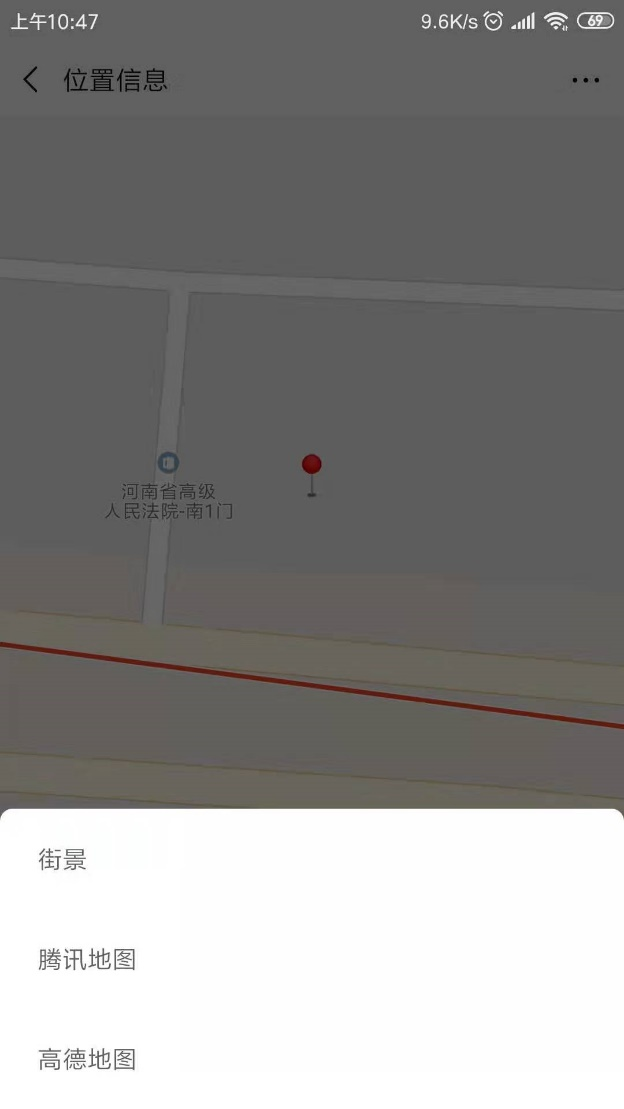 上午10:47 9.6K/s 69
位置信息
河南省高级
人民法院-南1门
街景
腾讯地图
高德地图